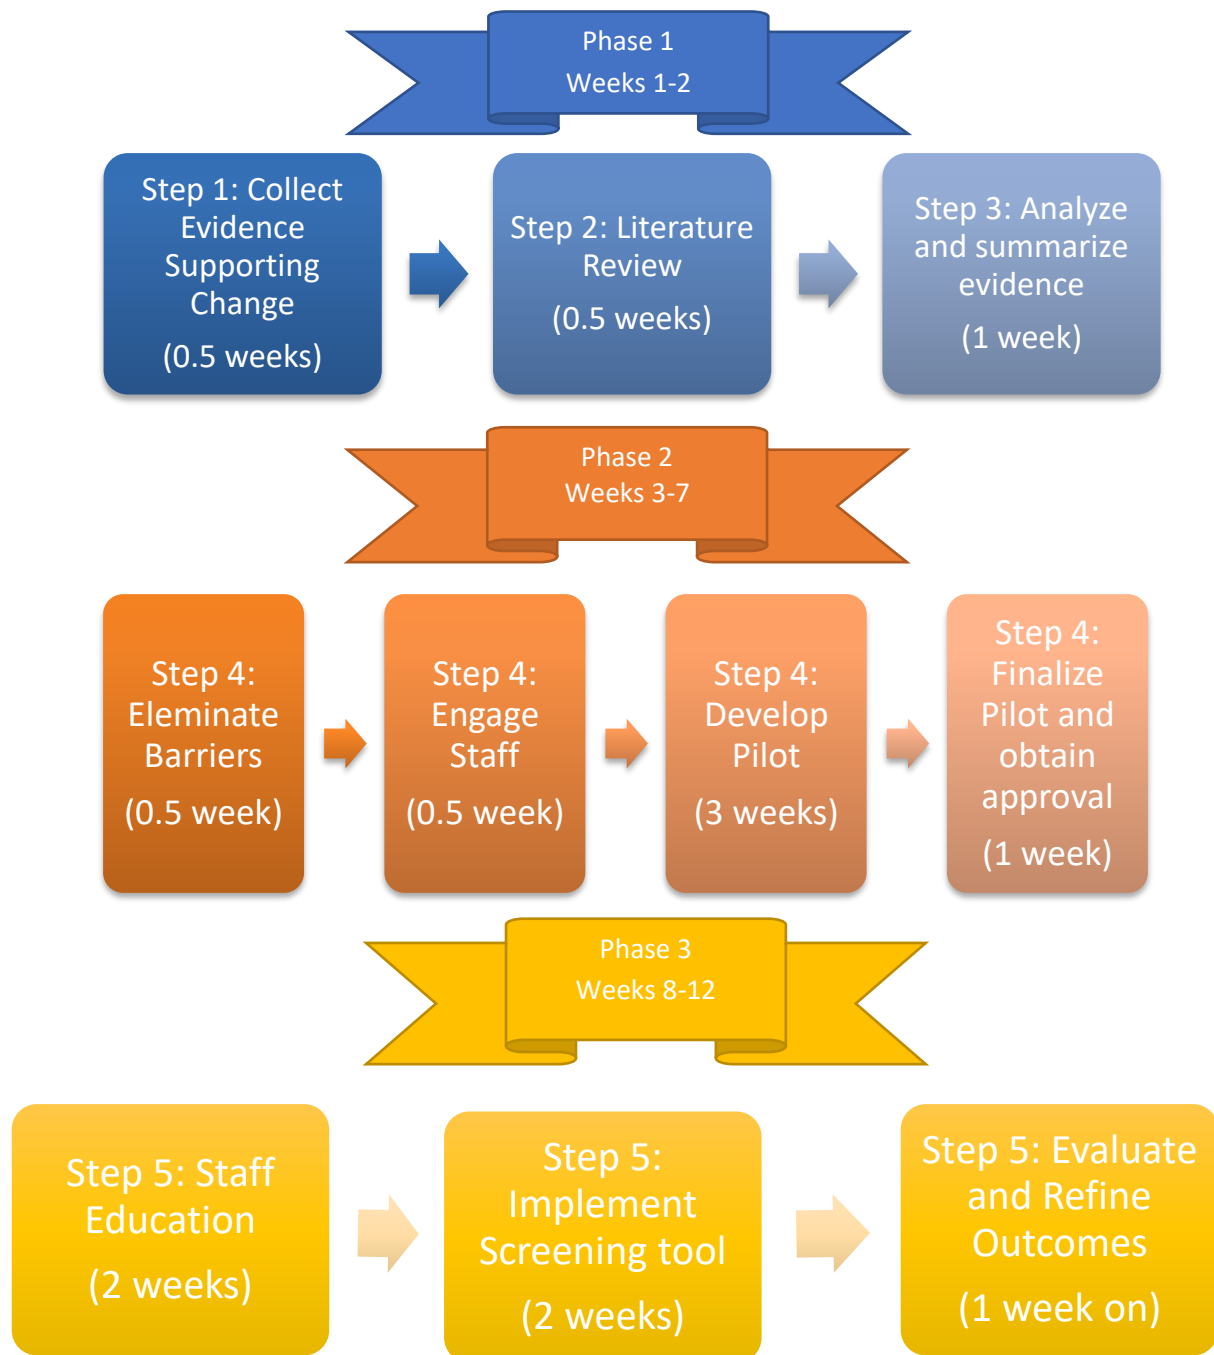 Phase 1
Weeks 1-2
Step 1: Collect
Evidence
Supporting
Change
(0.5 weeks)
Step 2: Literature
Review
(0.5 weeks)
Step 3: Analyze
and summarize
evidence
(1 week)
Phase 2
Weeks 3-7
Step 4:
Eleminate
Barriers
(0.5 week)
Step 4:
Engage
Staff
(0.5 week)
Step 4:
Develop
Pilot
(3 weeks)
Step 4:
Finalize
Pilot and
obtain
approval
(1 week)
Phase 3
Weeks 8-12
Step 5: Staff
Education
(2 weeks)
Step 5:
Implement
Screening tool
(2 weeks)
Step 5: Evaluate
and Refine
Outcomes
(1 week on)